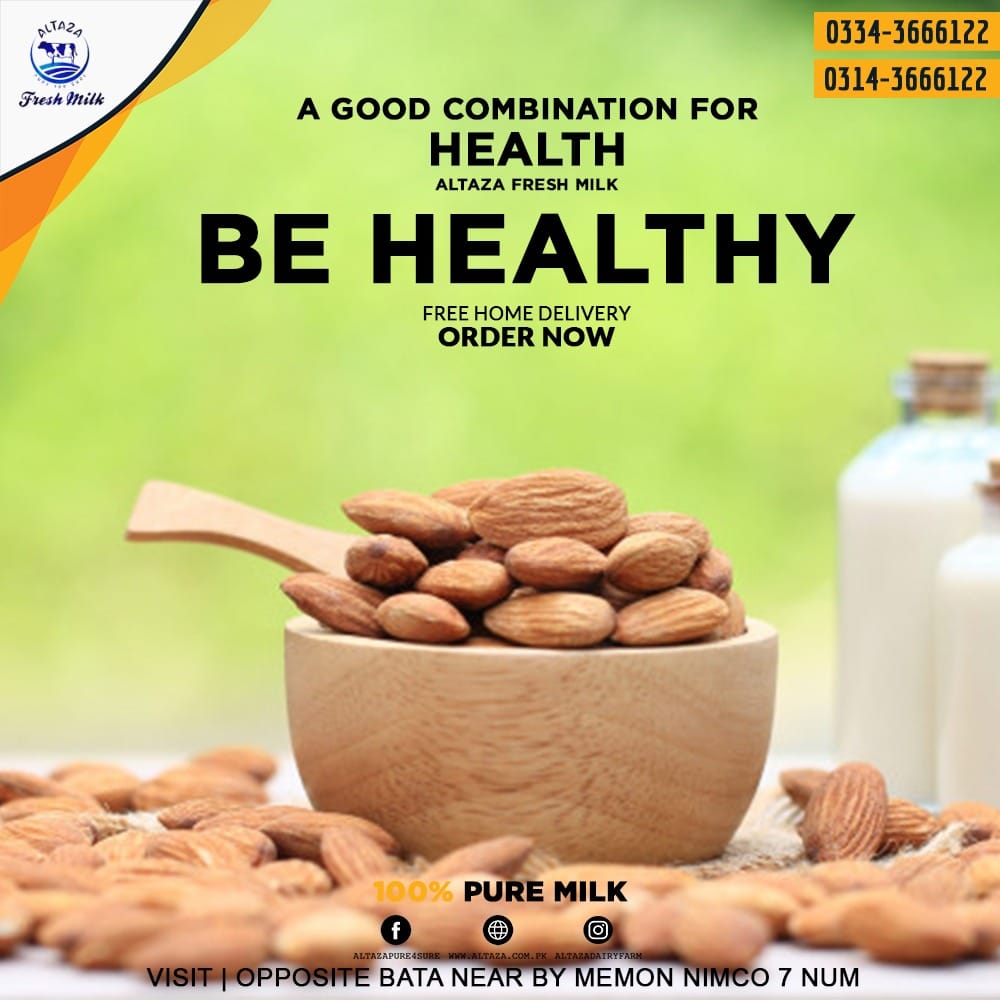 ALTAZA
Fresh Milk
0334-3666122
0314-3666122
A GOOD COMBINATION FOR
HEALTH
ALTAZA FRESH MILK
BE HEALTHY
FREE HOME DELIVERY
ORDER NOW
100% PURE MILK
ALTAZAPURE4SURE WWW.ALTAZA.COM.PK ALTAZADAIRYFARM
VISIT | OPPOSITE BATA NEAR BY MEMON NIMCO 7 NUM